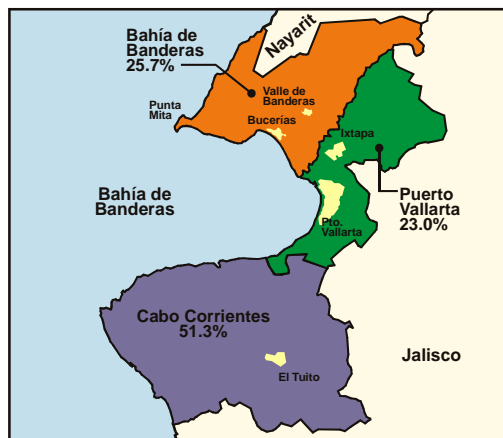 Nayarit
Bahía de
Banderas
25.7%
Valle de
Banderas
Punta
Mita
Bucerías
Ixtapa
Bahía de
Banderas
Puerto
Vallarta
23.0%
Pto.
Vallarta
Cabo Corrientes
51.3%
Jalisco
El Tuito